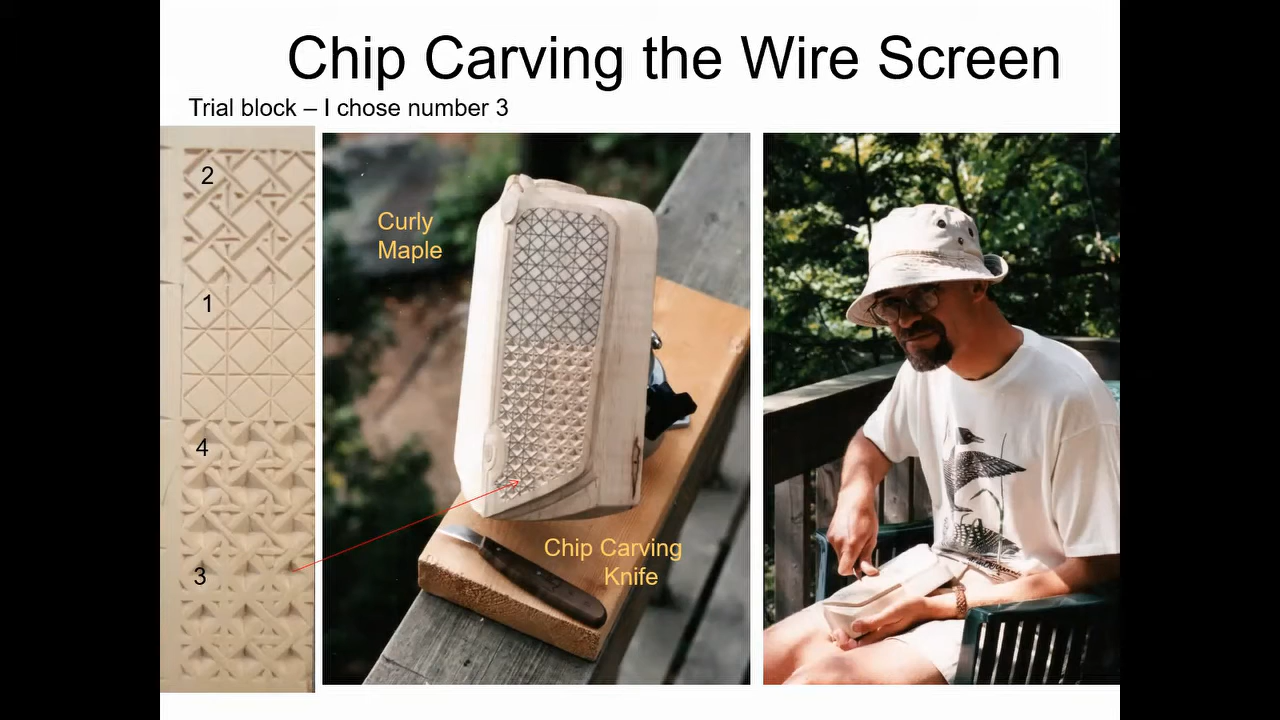 Chip Carving the Wire Screen
Trial block – I chose number 3
2
1
4
3
Curly
Maple
Chip Carving
Knife